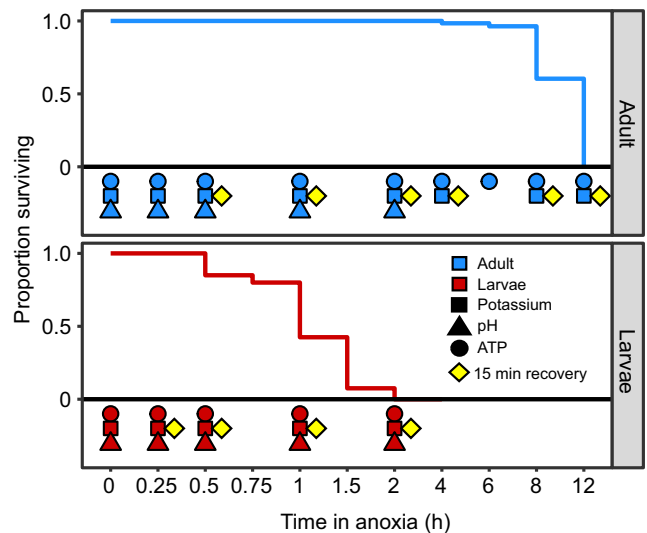 Proportion surviving
1.0
0.5
0
Adult
1.0
0.5
0
Larvae
Adult
Larvae
Potassium
pH
ATP
15 min recovery
0 0.25 0.5 0.75 1 1.5 2 4 6 8 12
Time in anoxia (h)